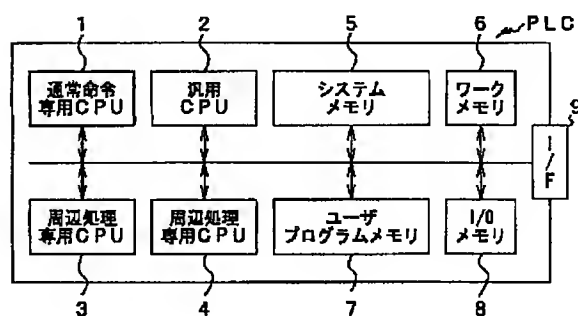 PLC
1
2
5
6
通常命令
専用CPU
汎用
CPU
システム
メモリ
ワーク
メモリ
9
I/F
周辺処理
専用CPU
周辺処理
専用CPU
ユーザ
プログラムメモリ
I/O
メモリ
3
4
7
8